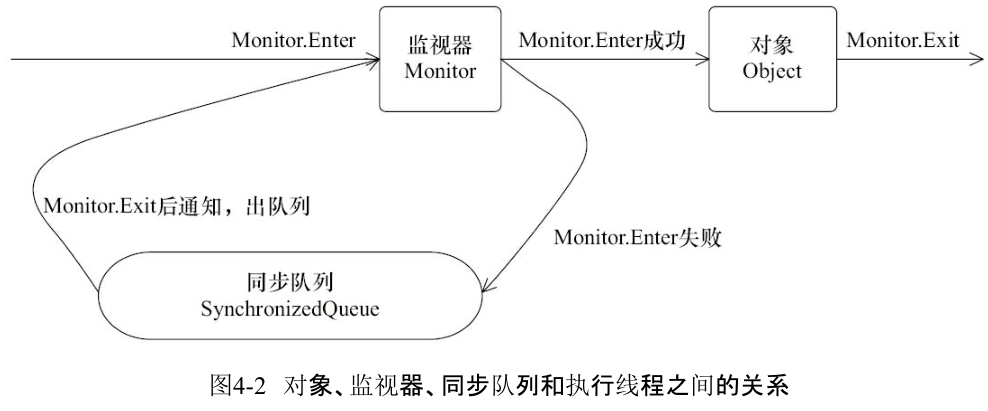 Monitor.Enter
监视器
Monitor
Monitor.Enter成功
对象
Object
Monitor.Exit
Monitor.Exit后通知，出队列
Monitor.Enter失败
同步队列
SynchronizedQueue
图4-2 对象、监视器、同步队列和执行线程之间的关系